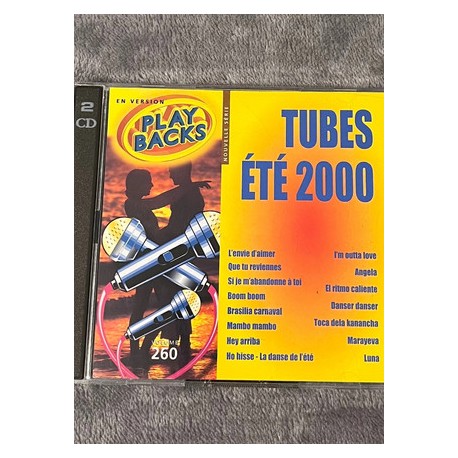 2
CD
EN VERSION
PLAY
BACKS
NOUVELLE SÉRIE
TUBES
ÉTÉ 2000
L'envie d'aimer
Que tu reviennes
Si je m'abandonne à toi
Boom boom
Brasilia carnaval
Mambo mambo
Hey arriba
Ho hisse - La danse de l'été
I'm outta love
Angela
El ritmo caliente
Danser danser
Toca dela kanancha
Marayeva
Luna
VOLUME
260